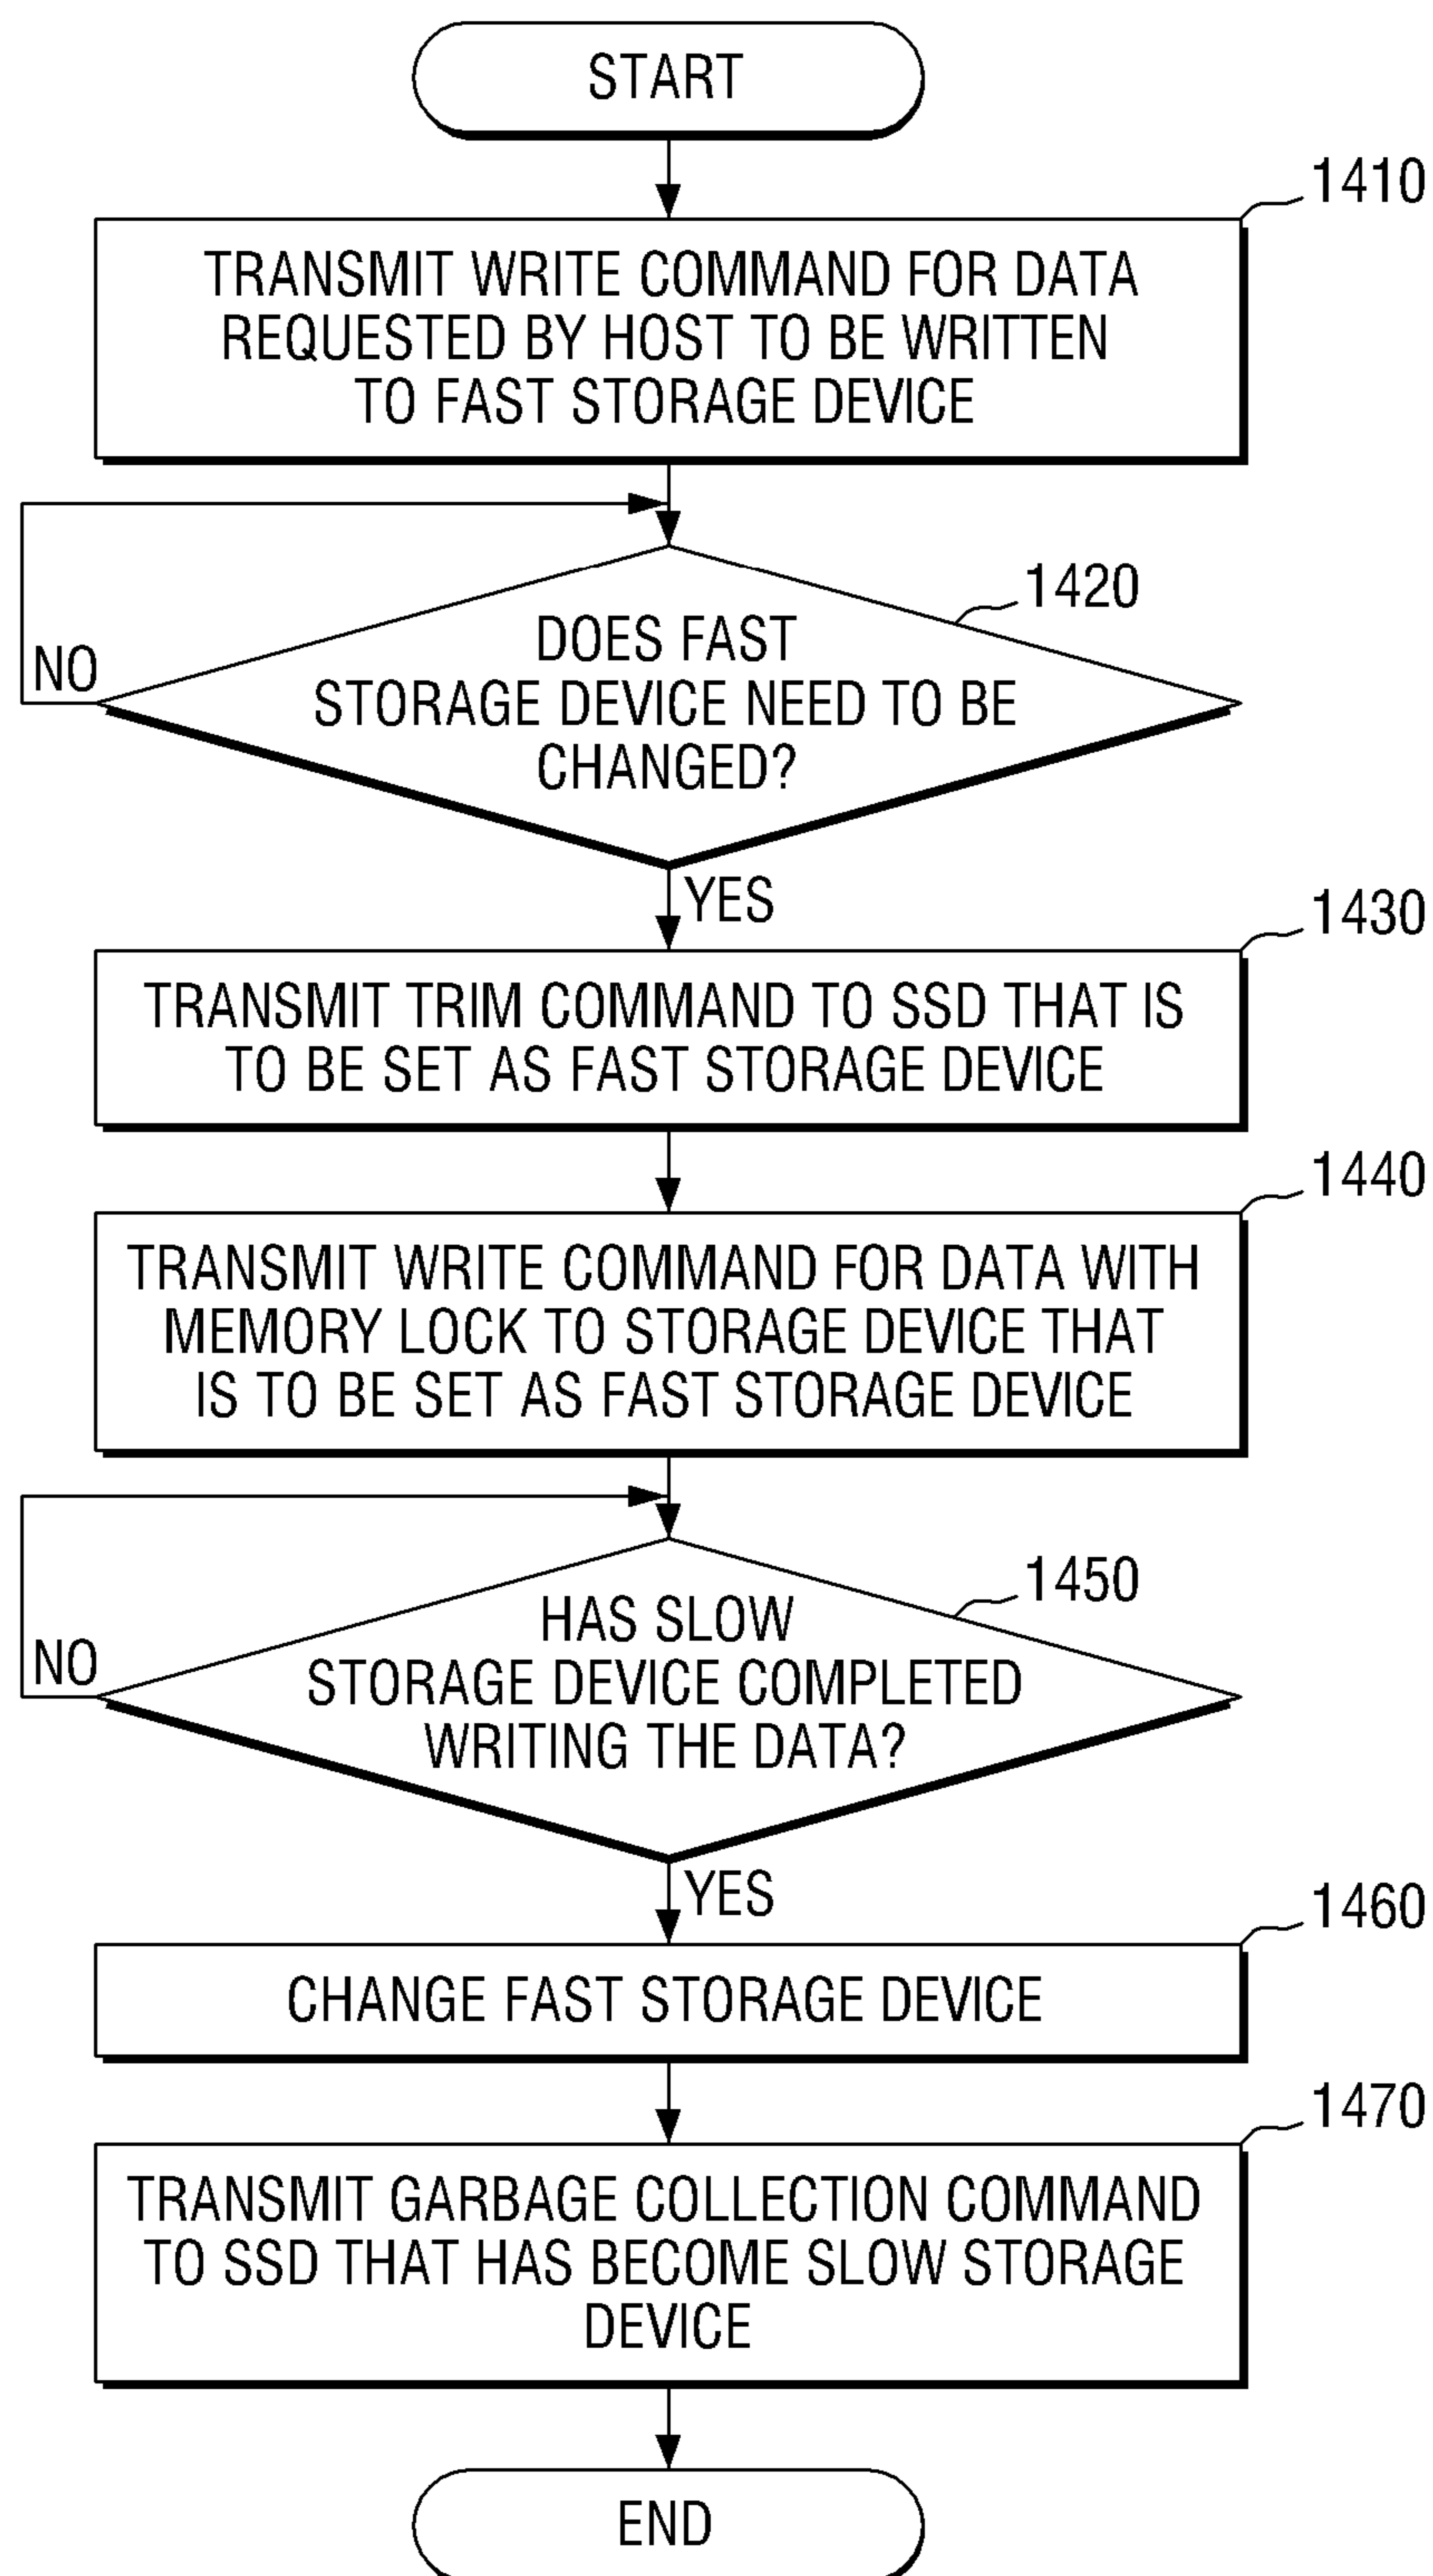 START
1410
TRANSMIT WRITE COMMAND FOR DATA
REQUESTED BY HOST TO BE WRITTEN
TO FAST STORAGE DEVICE
1420
DOES FAST
STORAGE DEVICE NEED TO BE
CHANGED?
NO
YES
1430
TRANSMIT TRIM COMMAND TO SSD THAT IS
TO BE SET AS FAST STORAGE DEVICE
1440
TRANSMIT WRITE COMMAND FOR DATA WITH
MEMORY LOCK TO STORAGE DEVICE THAT
IS TO BE SET AS FAST STORAGE DEVICE
1450
HAS SLOW
STORAGE DEVICE COMPLETED
WRITING THE DATA?
NO
YES
1460
CHANGE FAST STORAGE DEVICE
1470
TRANSMIT GARBAGE COLLECTION COMMAND
TO SSD THAT HAS BECOME SLOW STORAGE
DEVICE
END